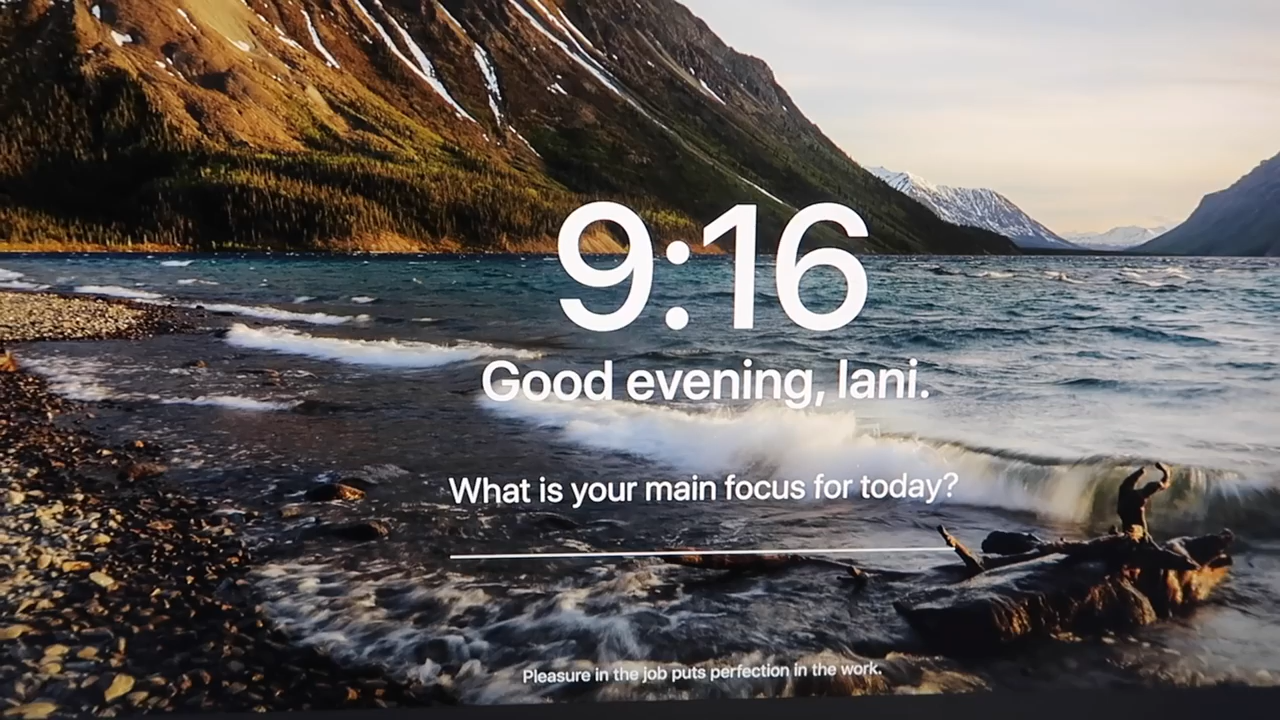 9:16
Good evening, lani.
What is your main focus for today?
Pleasure in the job puts perfection in the work.